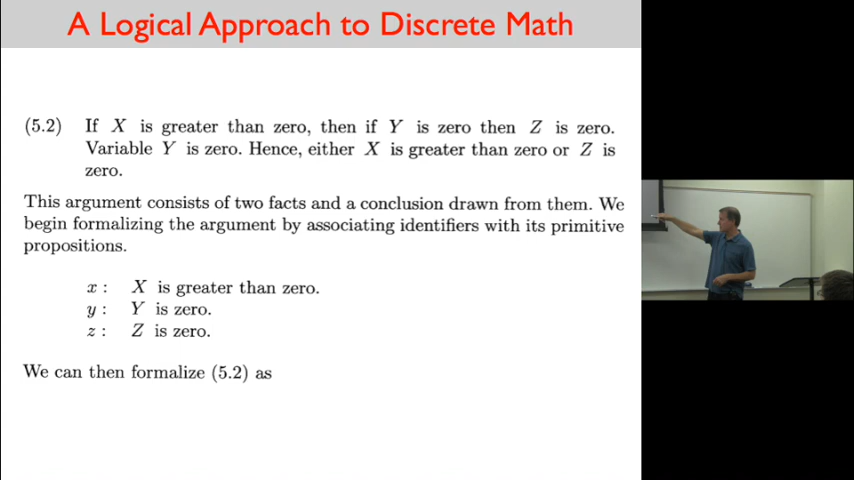 A Logical Approach to Discrete Math
(5.2) If X is greater than zero, then if Y is zero then Z is zero.
Variable Y is zero. Hence, either X is greater than zero or Z is
zero.
This argument consists of two facts and a conclusion drawn from them. We
begin formalizing the argument by associating identifiers with its primitive
propositions.
x : X is greater than zero.
y : Y is zero.
z : Z is zero.
We can then formalize (5.2) as